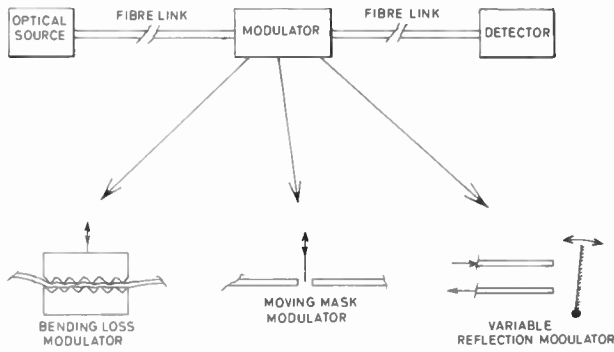 FIBRE LINK
FIBRE LINK
OPTICAL
SOURCE
MODULATOR
DETECTOR
BENDING LOSS
MODULATOR
MOVING MASK
MODULATOR
VARIABLE
REFLECTION MODULATOR